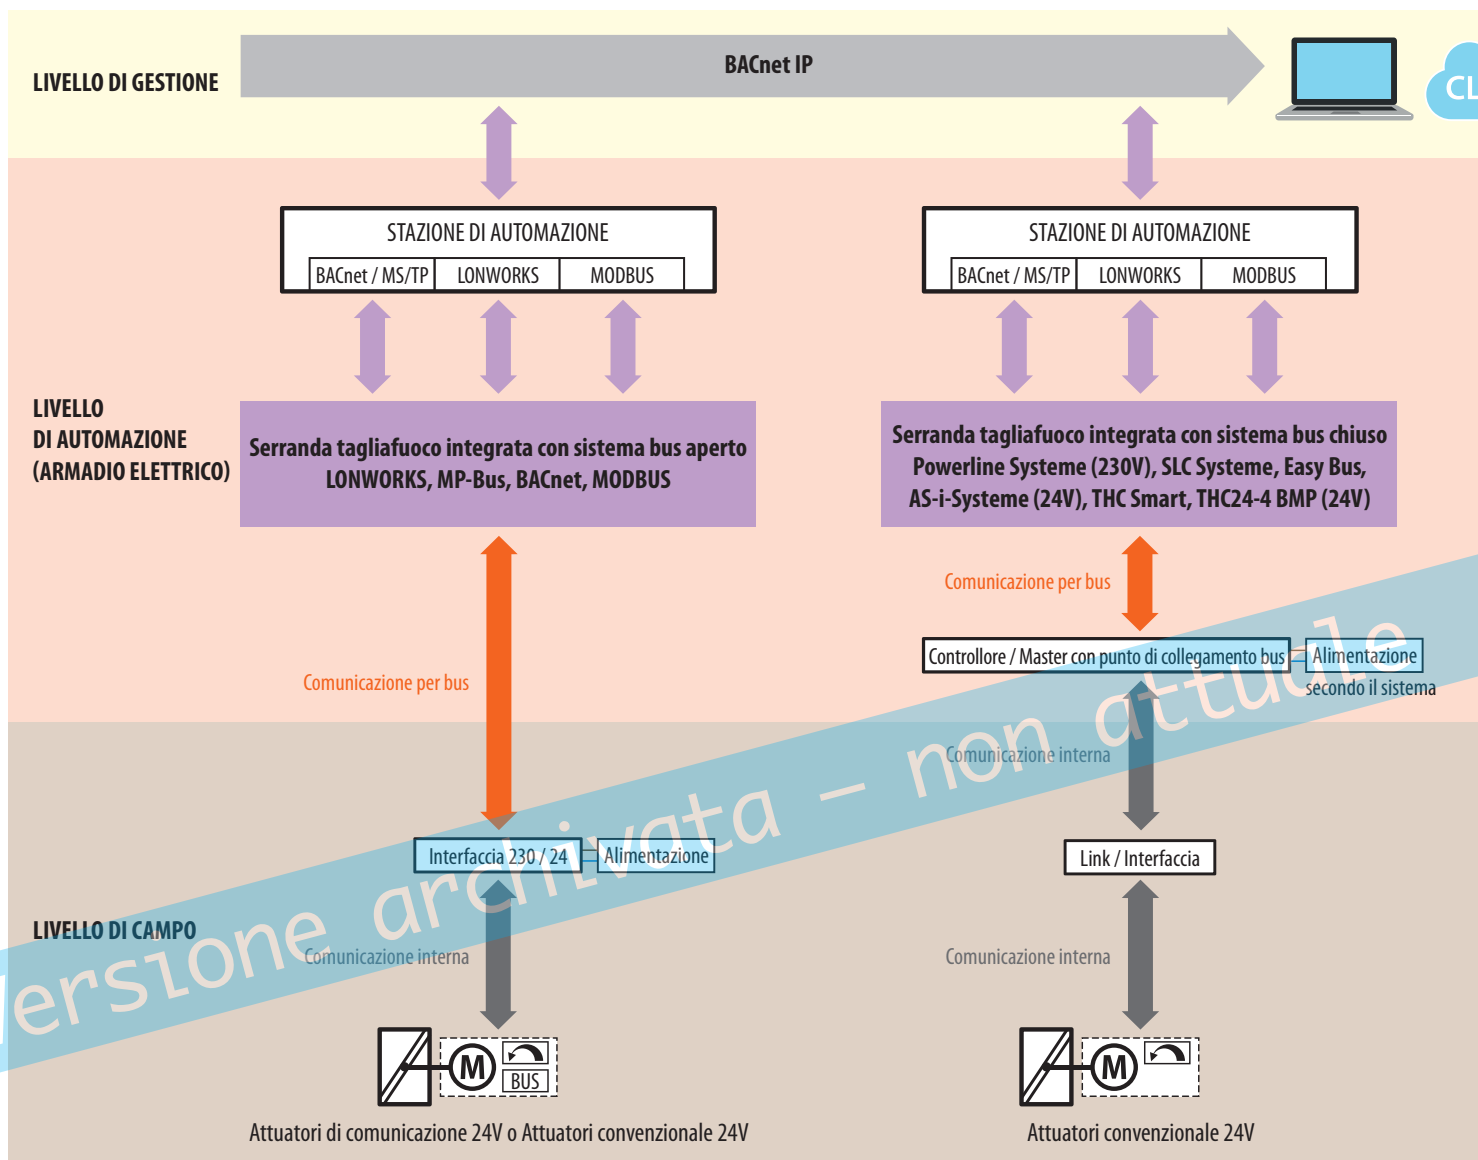 LIVELLO DI GESTIONE
BACnet IP
CL
STAZIONE DI AUTOMAZIONE
BACnet / MS/TP LONWORKS MODBUS
STAZIONE DI AUTOMAZIONE
BACnet / MS/TP LONWORKS MODBUS
LIVELLO
DI AUTOMAZIONE
(ARMADIO ELETTRICO)
Serranda tagliafuoco integrata con sistema bus aperto
LONWORKS, MP-Bus, BACnet, MODBUS
Serranda tagliafuoco integrata con sistema bus chiuso
Powerline Systeme (230V), SLC Systeme, Easy Bus,
AS-i-Systeme (24V), THC Smart, THC24-4 BMP (24V)
Comunicazione per bus
Comunicazione per bus
Controllore / Master con punto di collegamento bus
Alimentazione
secondo il sistema
Comunicazione interna
Interfaccia 230 / 24
Alimentazione
Link / Interfaccia
LIVELLO DI CAMPO
Comunicazione interna
Comunicazione interna
M
BUS
M
Attuatori di comunicazione 24V o Attuatori convenzionale 24V
Attuatori convenzionale 24V
Versione archivata – non attuale